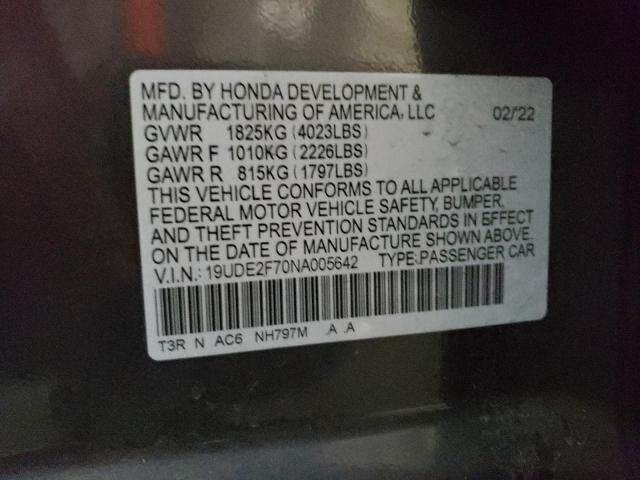 MFD. BY HONDA DEVELOPMENT &
MANUFACTURING OF AMERICA, LLC 02/'22
GVWR 1825KG (4023LBS)
GAWR F 1010KG (2226LBS)
GAWR R 815KG (1797LBS)
THIS VEHICLE CONFORMS TO ALL APPLICABLE
FEDERAL MOTOR VEHICLE SAFETY, BUMPER,
AND THEFT PREVENTION STANDARDS IN EFFECT
ON THE DATE OF MANUFACTURE SHOWN ABOVE.
V.I.N.: 19UDE2F70NA005642 TYPE:PASSENGER CAR
T3R N AC6 NH797M .A .A